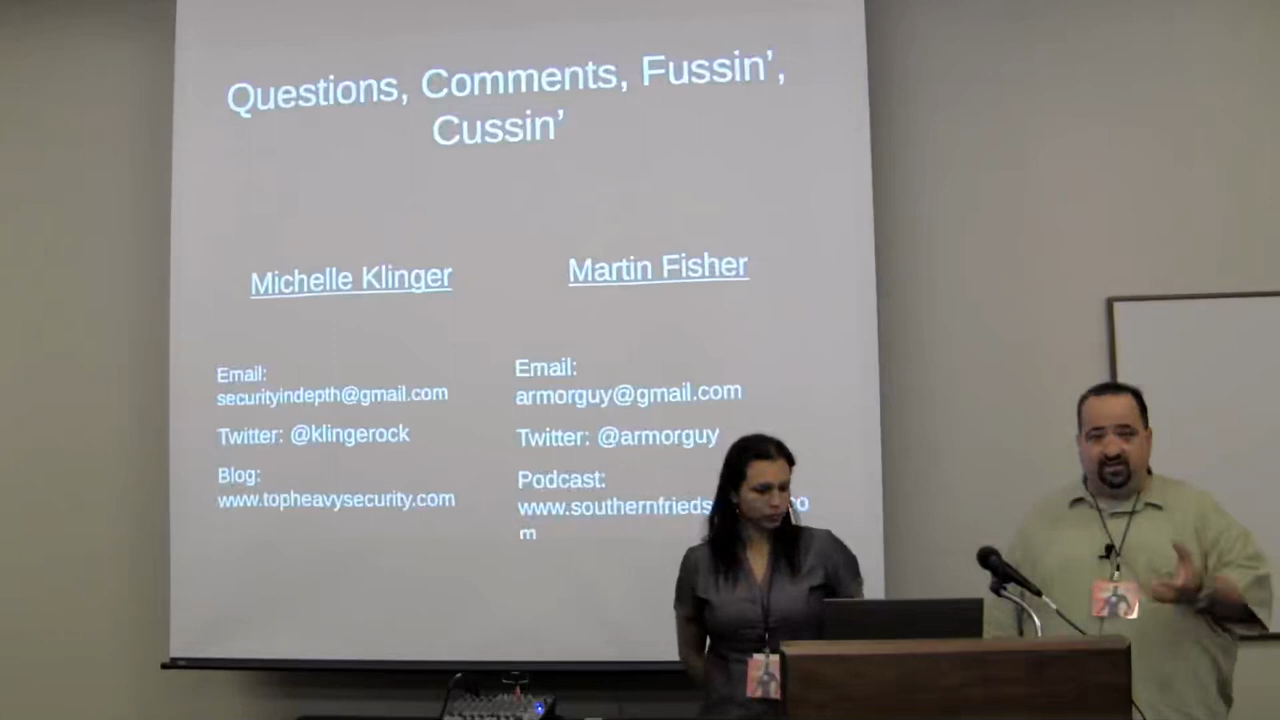 Questions, Comments, Fussin’,
Cussin’
Michelle Klinger
Email:
securityindepth@gmail.com
Twitter: @klingerock
Blog:
www.topheavysecurity.com
Martin Fisher
Email:
armorguy@gmail.com
Twitter: @armorguy
Podcast: